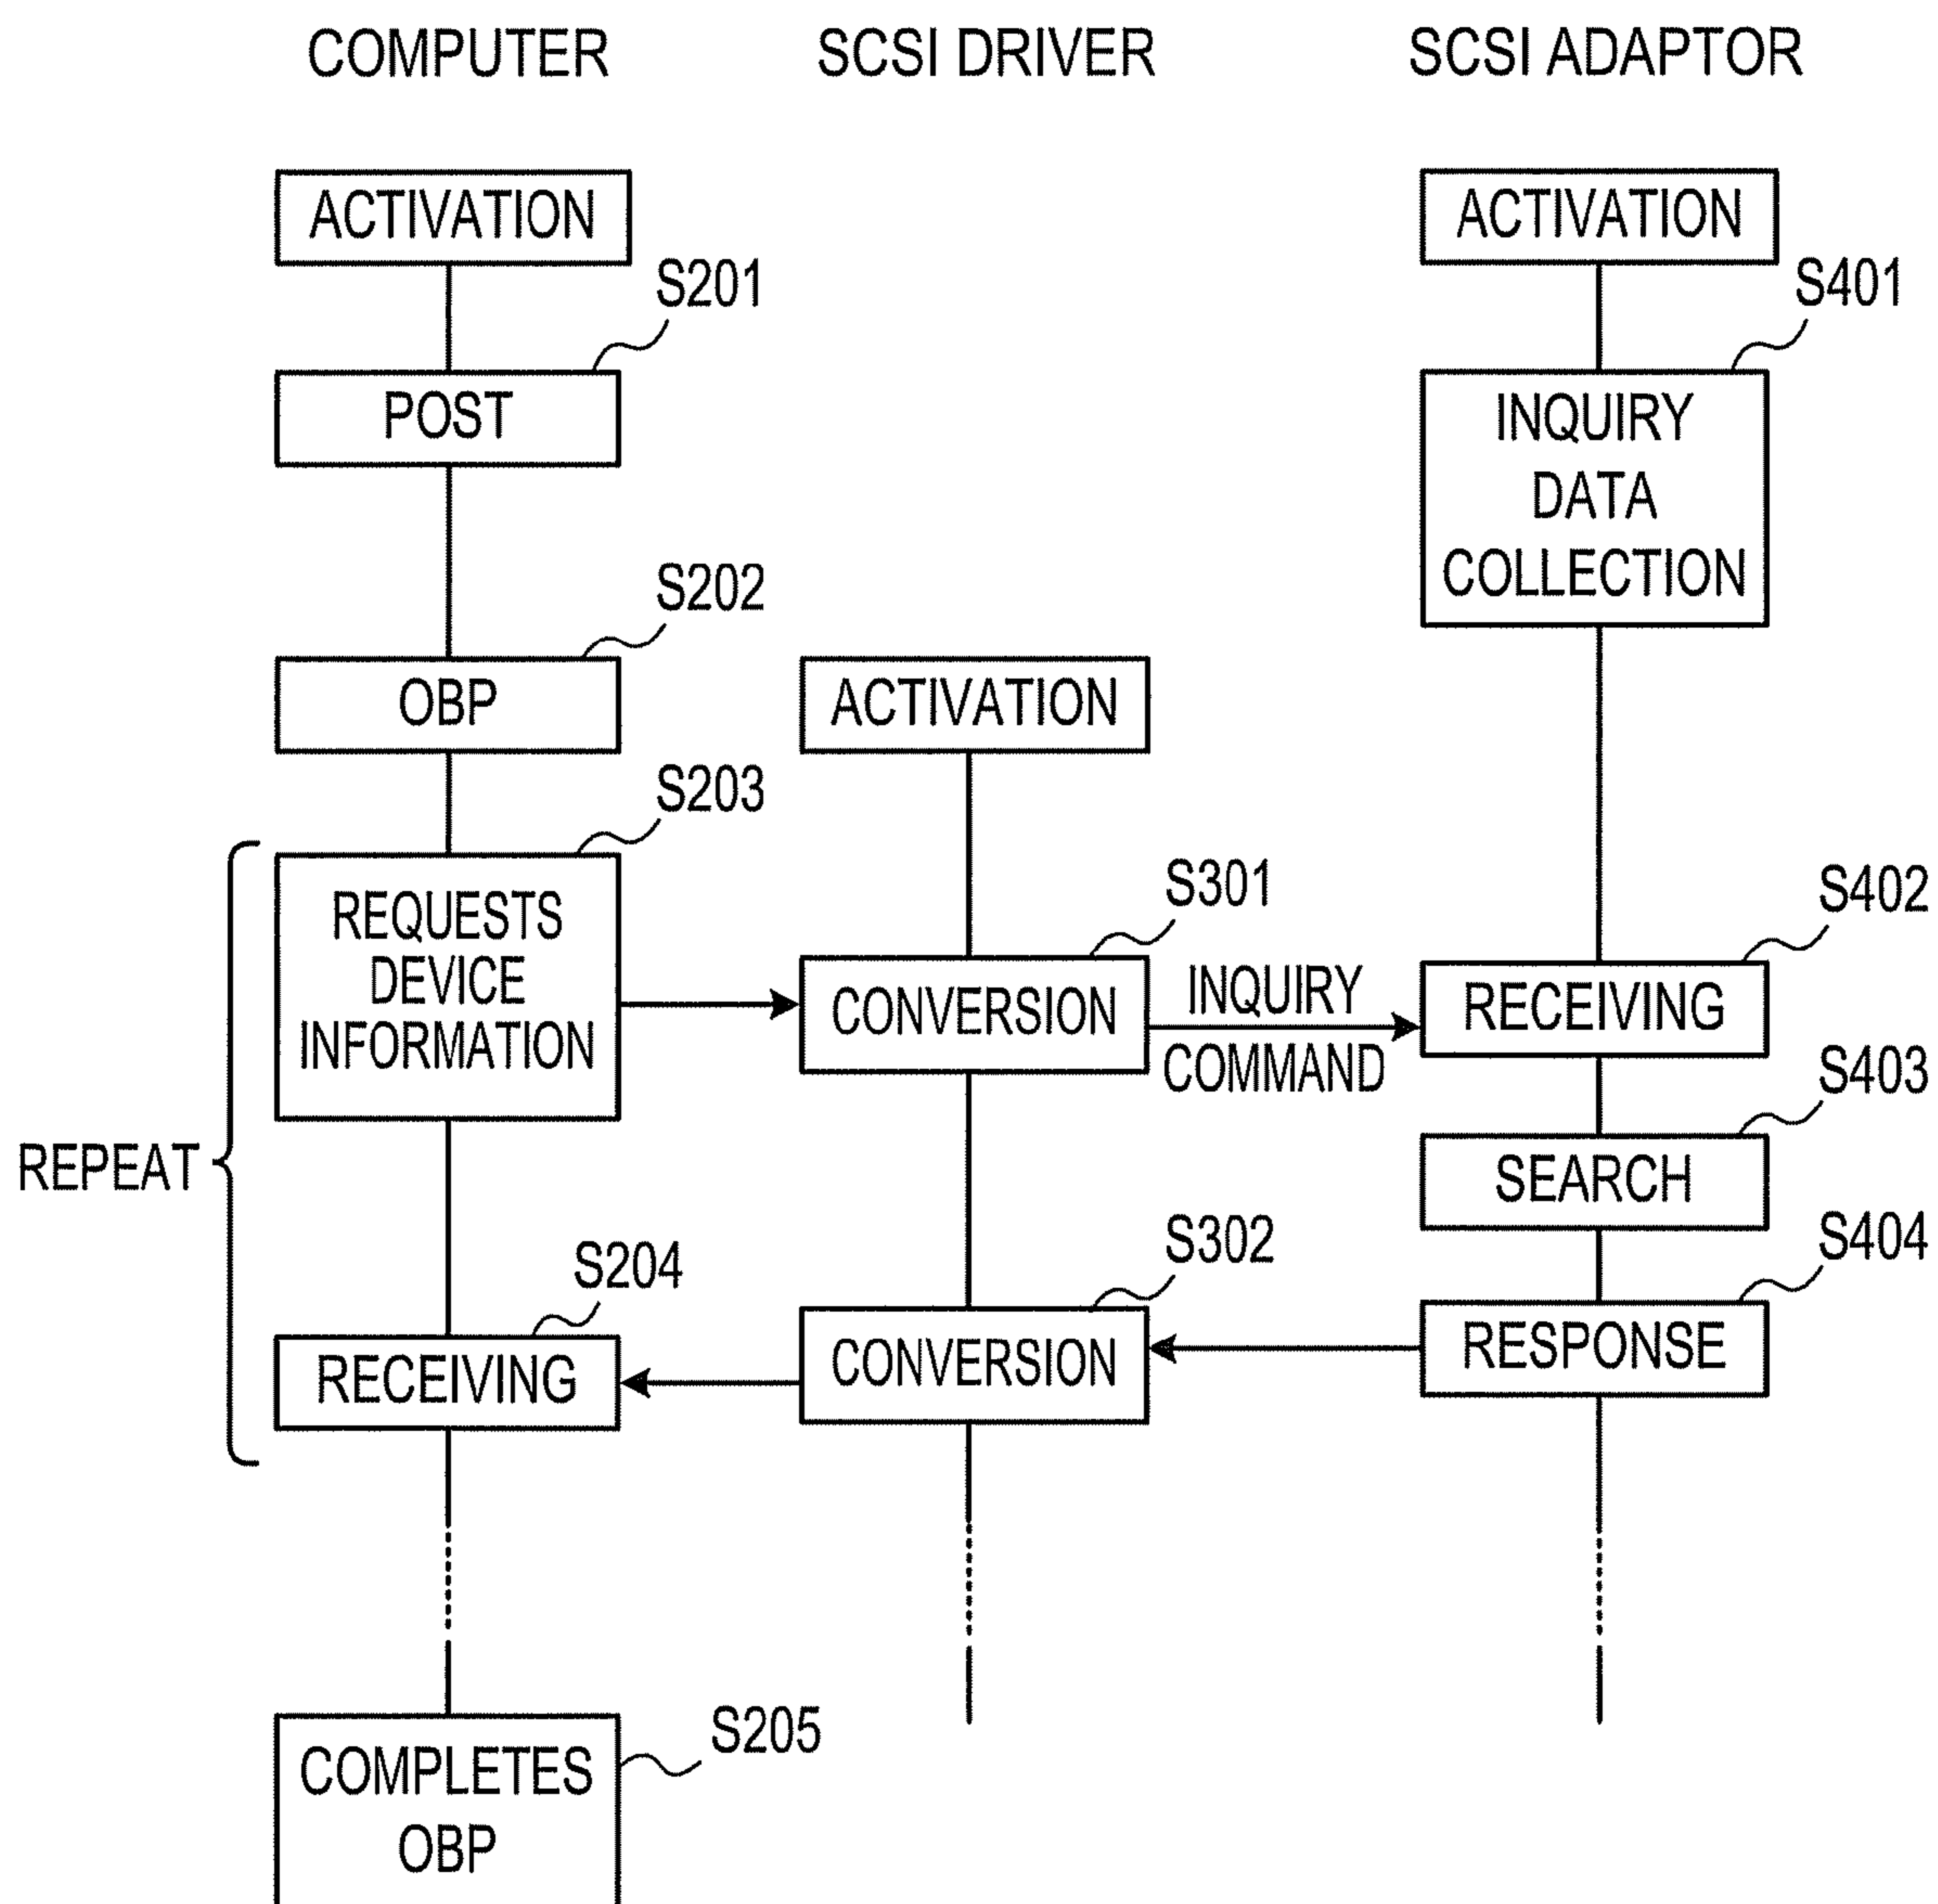 COMPUTER
SCSI DRIVER
SCSI ADAPTOR
ACTIVATION
ACTIVATION
S201
S401
POST
INQUIRY
DATA
COLLECTION
S202
OBP
ACTIVATION
S203
REQUESTS
DEVICE
INFORMATION
S301
S402
CONVERSION
INQUIRY
COMMAND
RECEIVING
S403
REPEAT
SEARCH
S204
S302
S404
RECEIVING
CONVERSION
RESPONSE
S205
COMPLETES
OBP